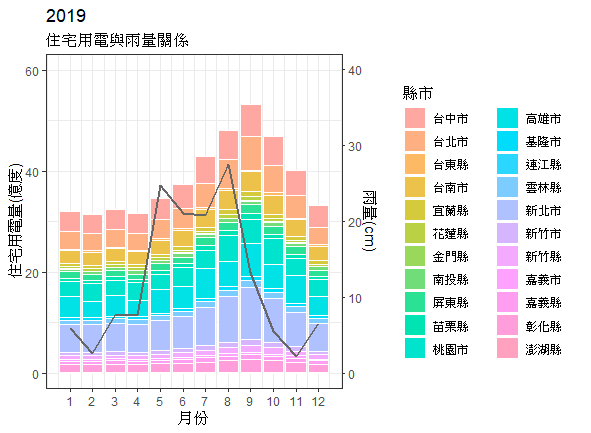 2019
住宅用電與雨量關係
住宅用電量(億度)
60
40
20
0
1 2 3 4 5 6 7 8 9 10 11 12
月份
40
30
20
10
0
雨量(cm)
縣市
台中市
台北市
台東縣
台南市
宜蘭縣
花蓮縣
金門縣
南投縣
屏東縣
苗栗縣
桃園市
高雄市
基隆市
連江縣
雲林縣
新北市
新竹市
新竹縣
嘉義市
嘉義縣
彰化縣
澎湖縣